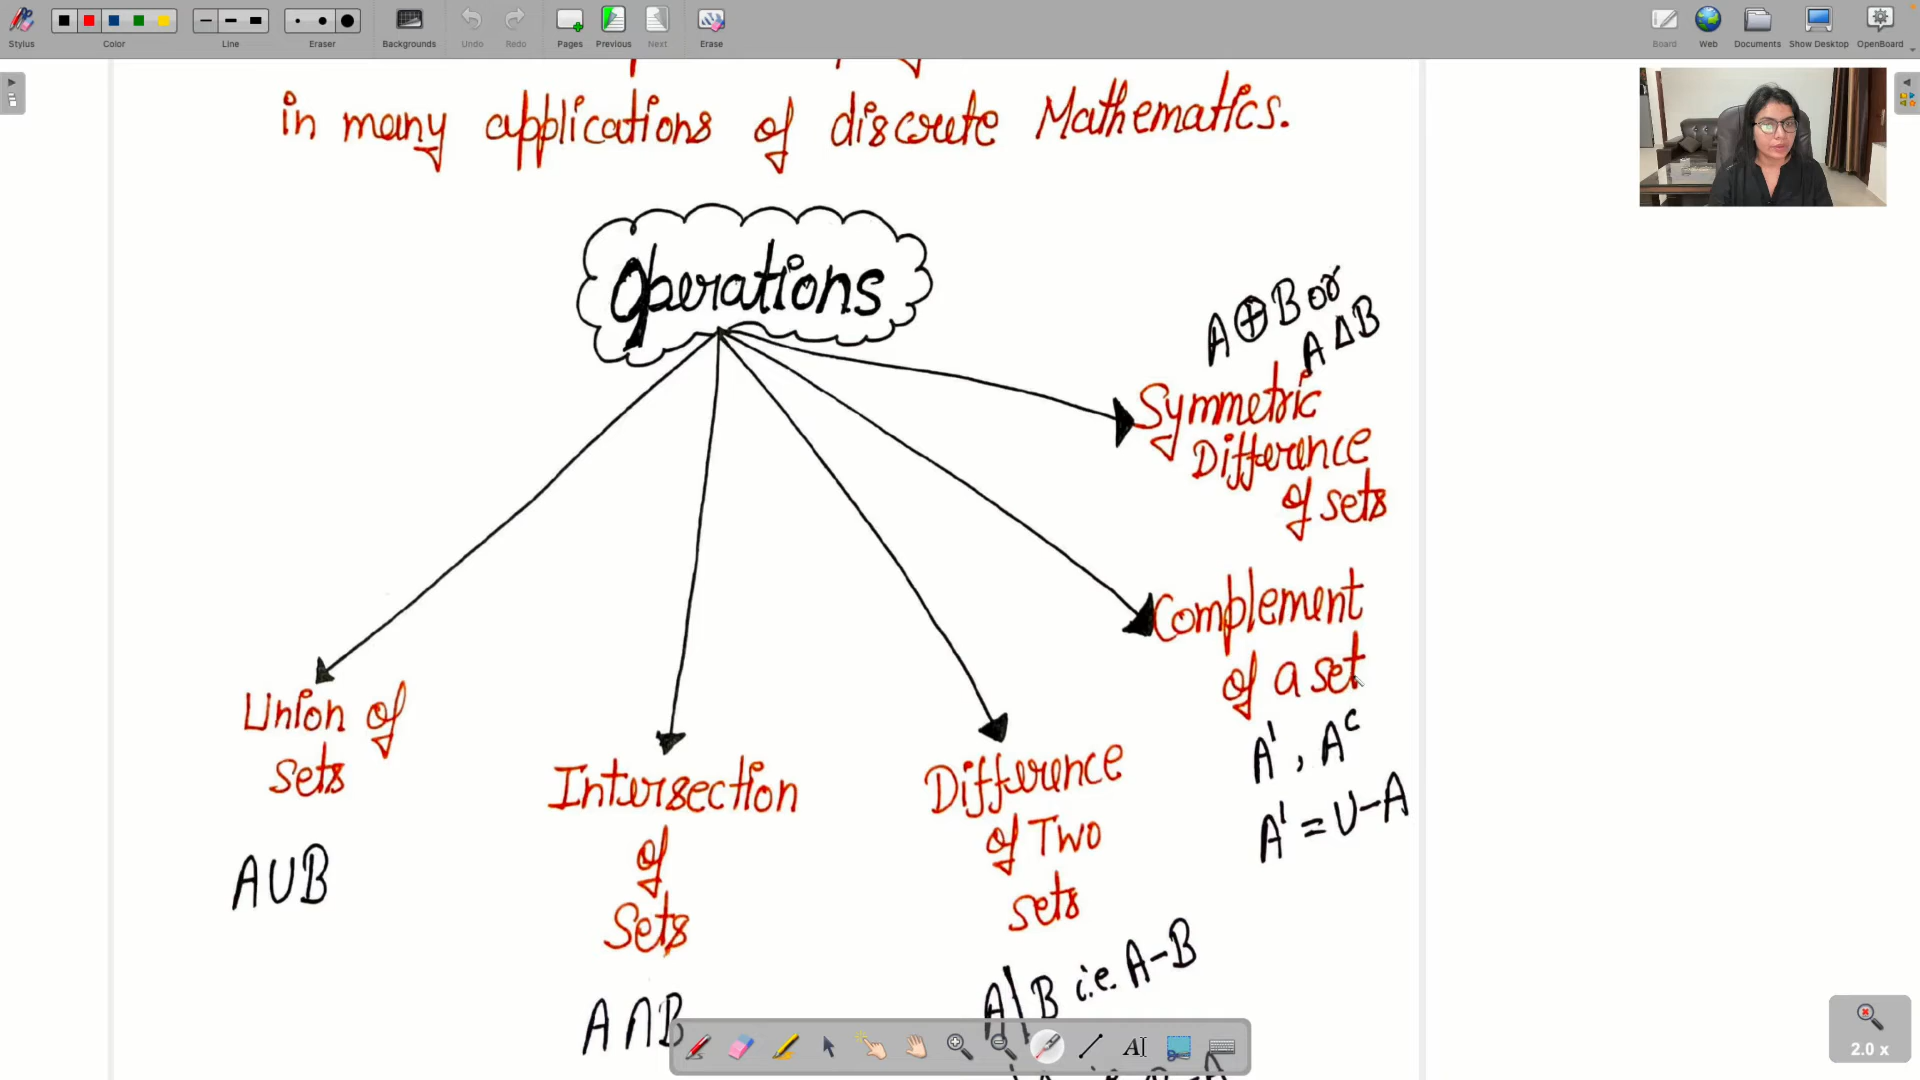 Stylus
Color
Line
Eraser
Backgrounds
Undo
Redo
Pages
Previous
Next
Erase
Board
Web
Documents
Show Desktop
OpenBoard
in many applications of discrete Mathematics.
Operations
A ⊕ B or
A Δ B
Symmetric
Difference
of sets
Complement
of a set
A', Aᶜ
A' = U-A
Union of
sets
A∪B
Intersection
of
Sets
A∩B
Difference
of Two
sets
A\B i.e. A-B
2.0 x